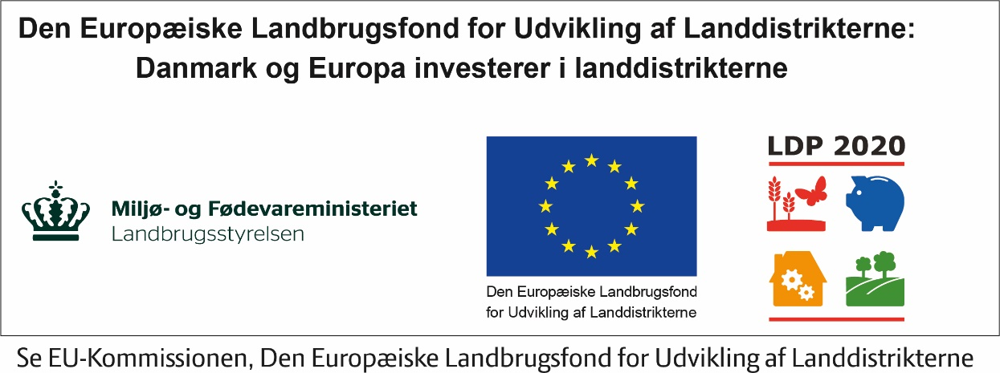 Den Europæiske Landbrugsfond for Udvikling af Landdistrikterne:
Danmark og Europa investerer i landdistrikterne
Miljø- og Fødevareministeriet
Landbrugsstyrelsen
Den Europæiske Landbrugsfond
for Udvikling af Landdistrikterne
LDP 2020
Se EU-Kommissionen, Den Europæiske Landbrugsfond for Udvikling af Landdistrikterne